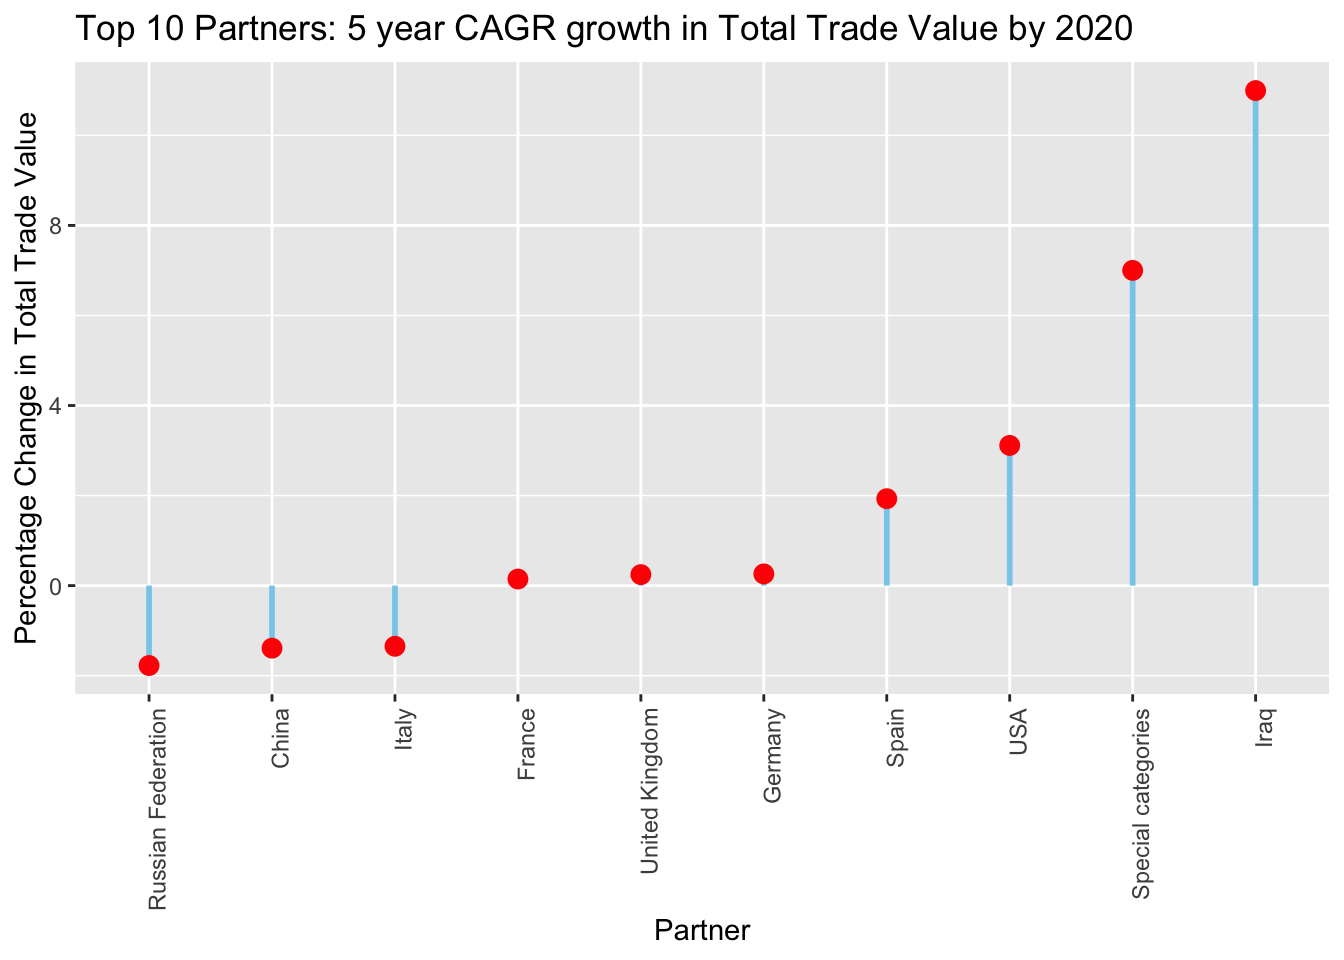 Top 10 Partners: 5 year CAGR growth in Total Trade Value by 2020
Percentage Change in Total Trade Value
8
4
0
Russian Federation
China
Italy
France
United Kingdom
Germany
Spain
USA
Special categories
Iraq
Partner